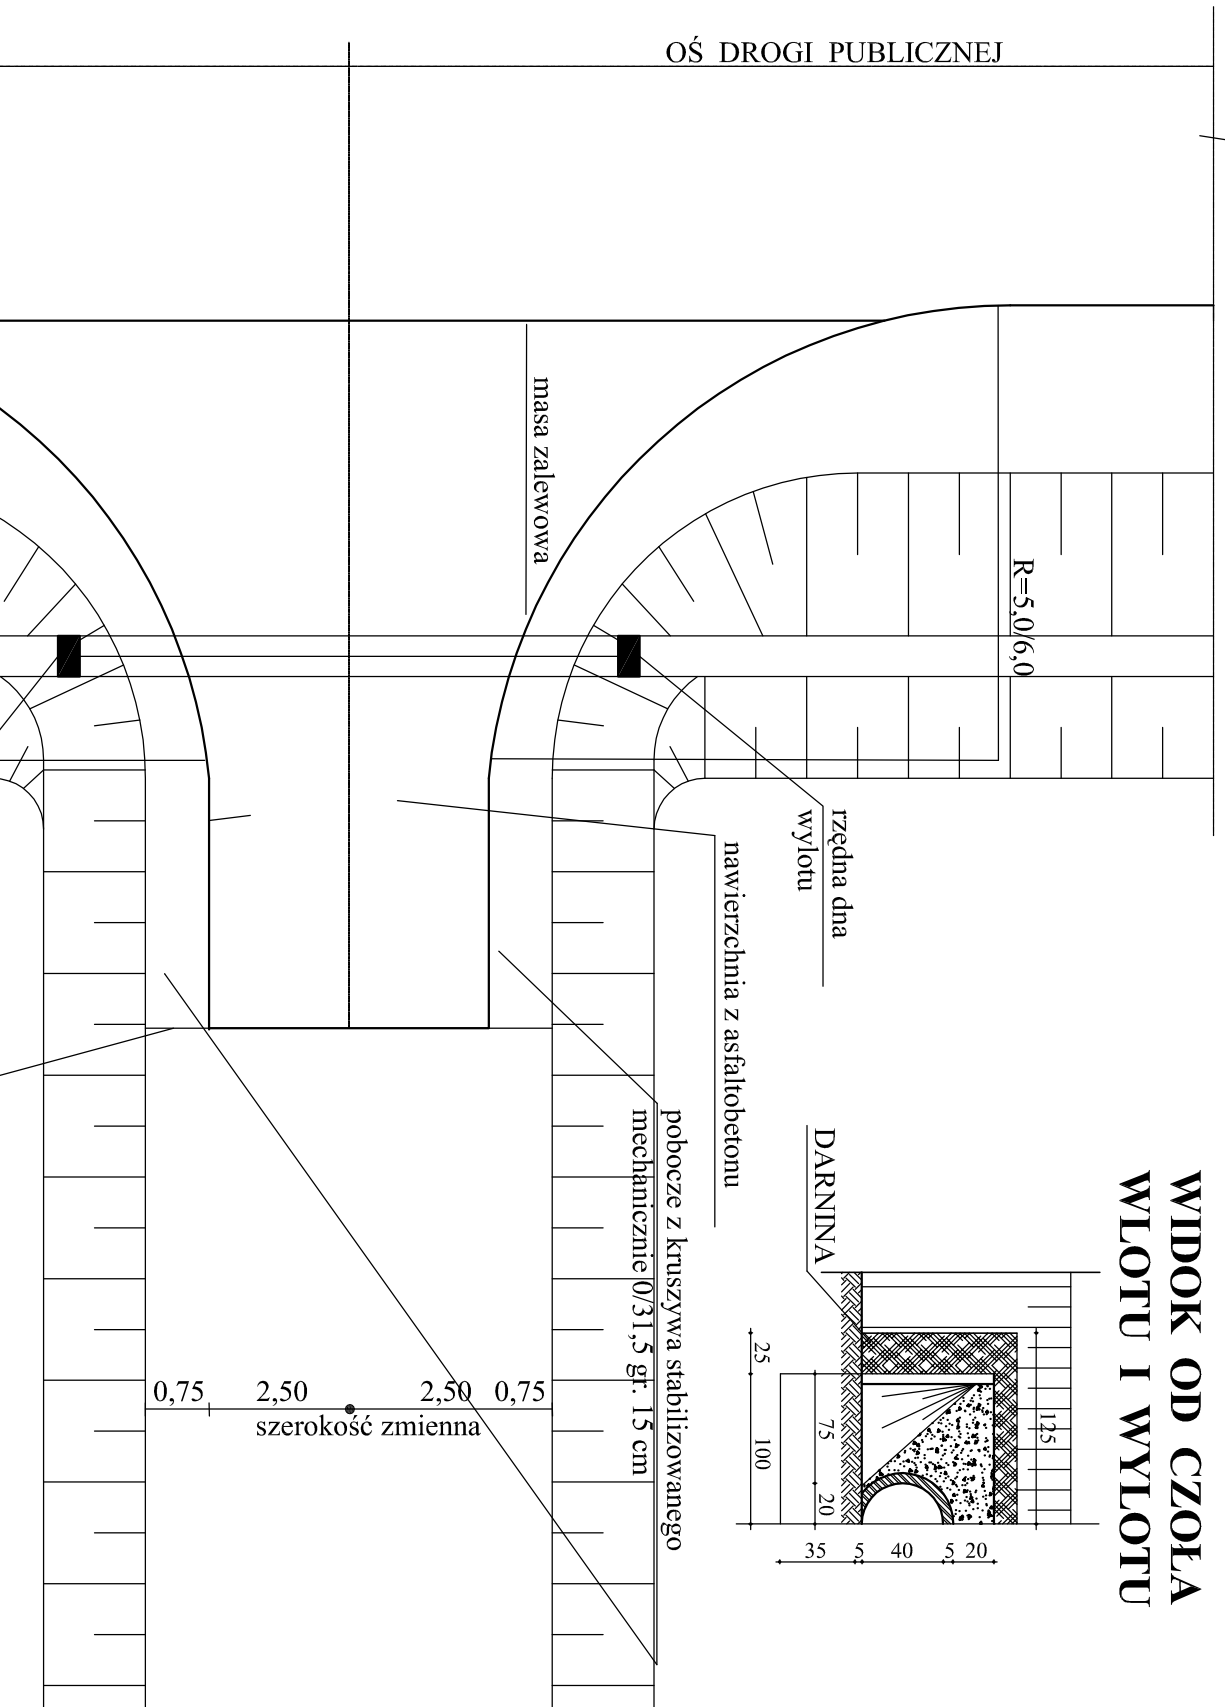 OŚ DROGI PUBLICZNEJ
masa zalewowa
R=5,0/6,0
rzędna dna
wylotu
nawierzchnia z asfaltobetonu
pobocze z kruszywa stabilizowanego
mechanicznie 0/31,5 gr. 15 cm
WIDOK OD CZOŁA
WLOTU I WYLOTU
DARNINA
125
25
75
20
100
35 5 40 5 20
0,75 2,50 2,50 0,75
szerokość zmienna